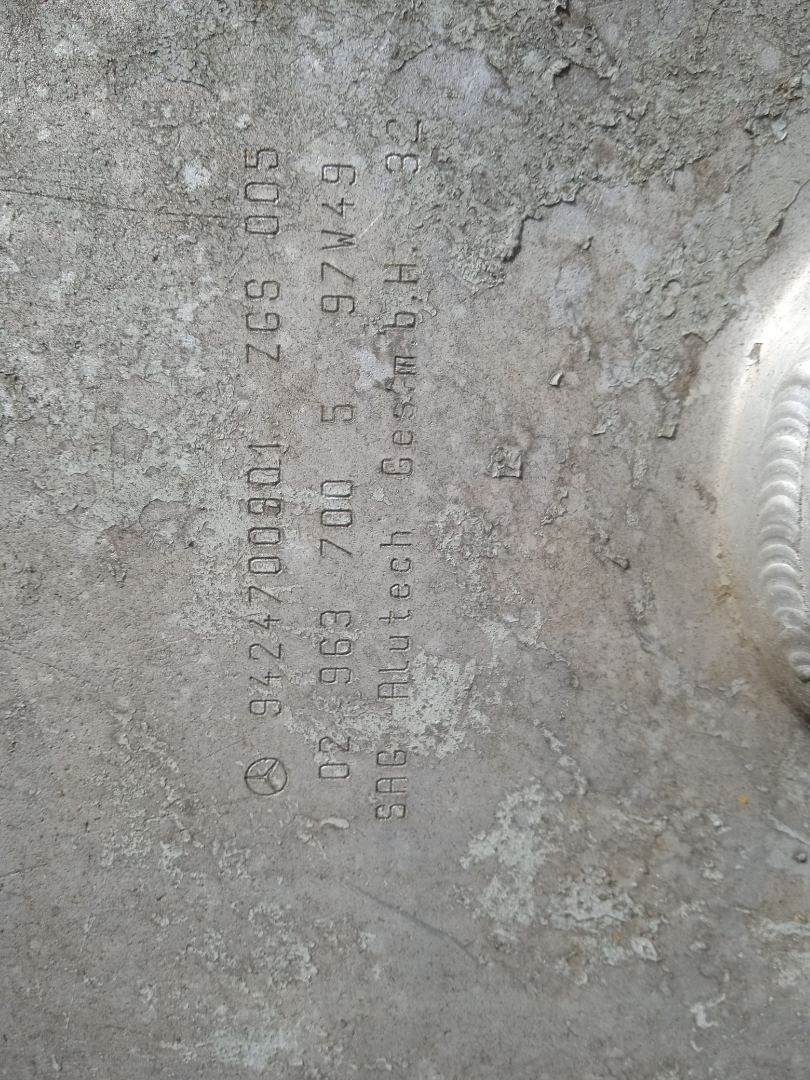 9424700901 ZGS 005
02 963 700 5 97W49
SAG Alutech Ges.m.b.H. 32